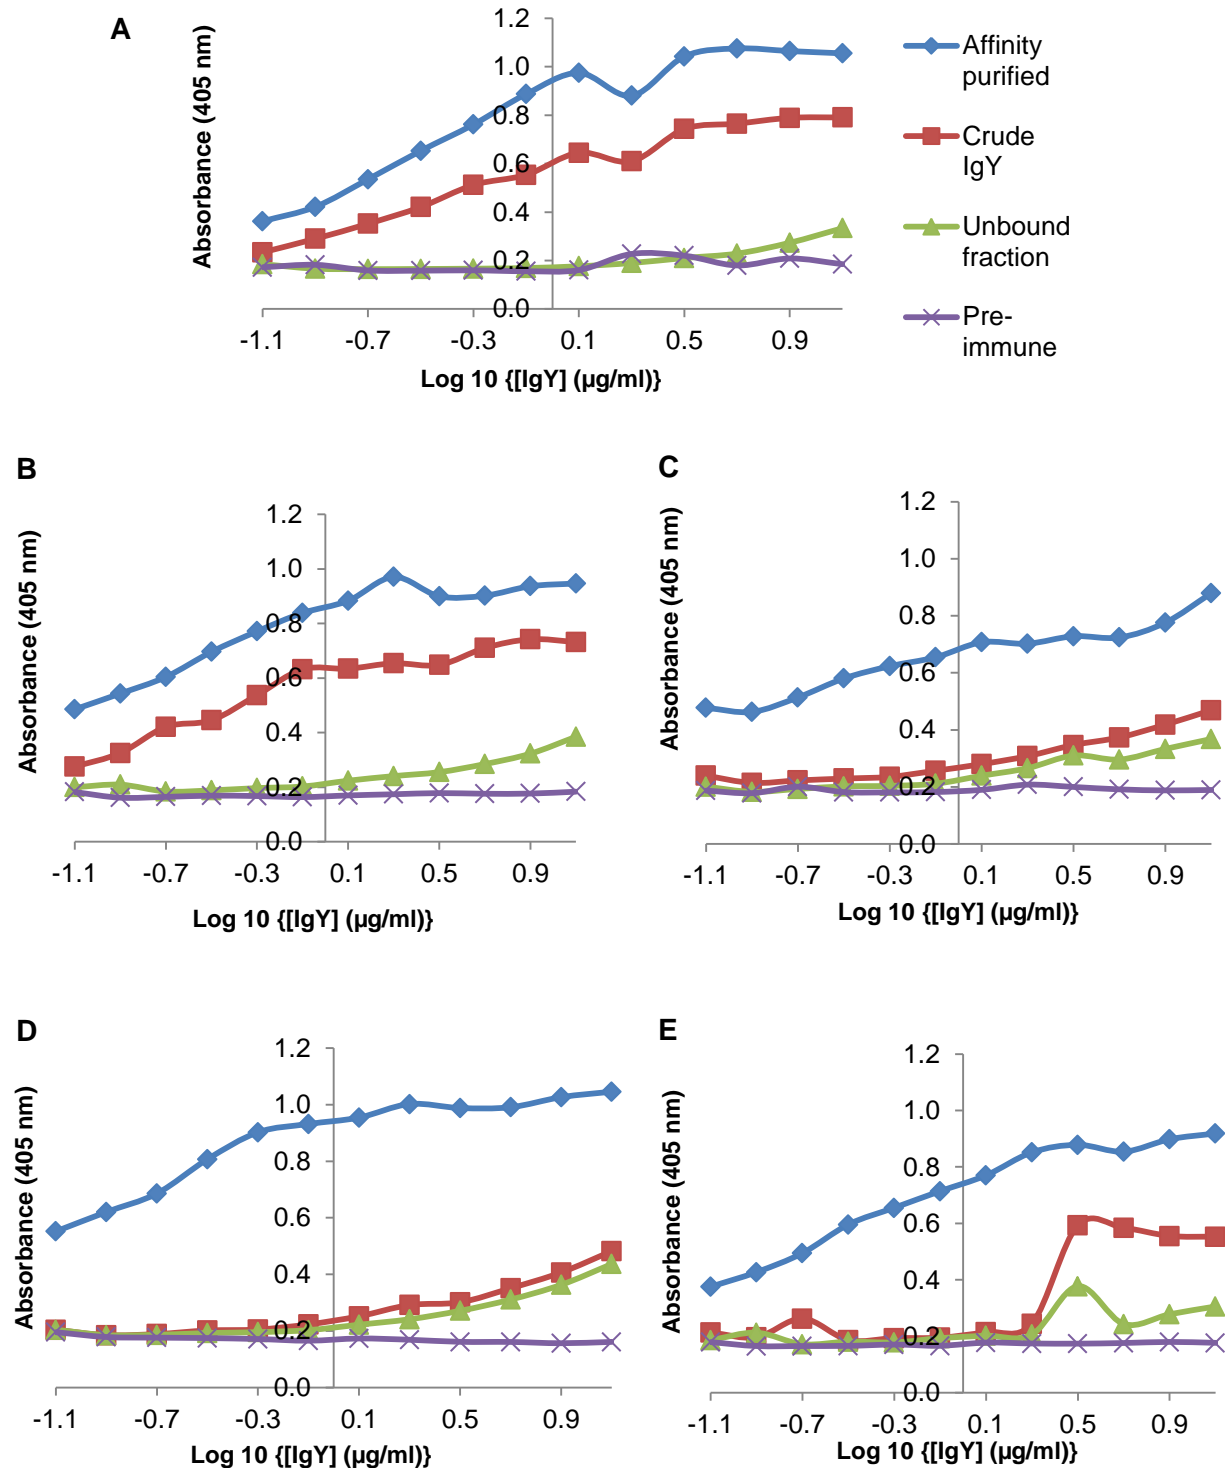 A
Absorbance (405 nm)
1.2
1.0
0.8
0.6
0.4
0.2
0.0
-1.1 -0.7 -0.3 0.1 0.5 0.9
Log 10 {[IgY] (µg/ml)}
Affinity
purified
Crude
IgY
Unbound
fraction
Pre-
immune
B
Absorbance (405 nm)
1.2
1.0
0.8
0.6
0.4
0.2
0.0
-1.1 -0.7 -0.3 0.1 0.5 0.9
Log 10 {[IgY] (µg/ml)}
C
Absorbance (405 nm)
1.2
1.0
0.8
0.6
0.4
0.2
0.0
-1.1 -0.7 -0.3 0.1 0.5 0.9
Log 10 {[IgY] (µg/ml)}
D
Absorbance (405 nm)
1.2
1.0
0.8
0.6
0.4
0.2
0.0
-1.1 -0.7 -0.3 0.1 0.5 0.9
Log 10 {[IgY] (µg/ml)}
E
Absorbance (405 nm)
1.2
1.0
0.8
0.6
0.4
0.2
0.0
-1.1 -0.7 -0.3 0.1 0.5 0.9
Log 10 {[IgY] (µg/ml)}